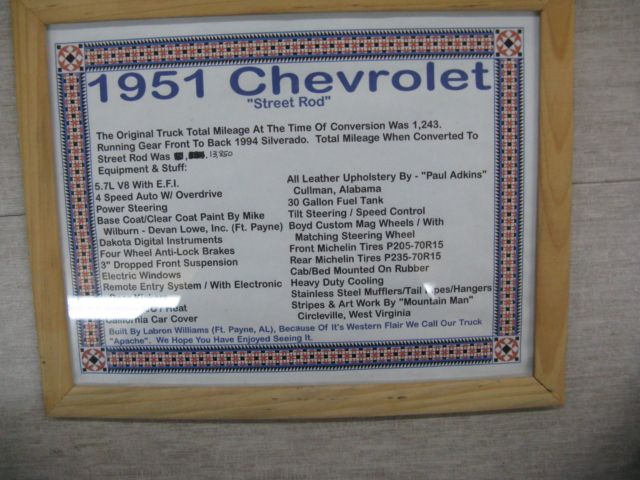 1951 Chevrolet
"Street Rod"
The Original Truck Total Mileage At The Time Of Conversion Was 1,243.
Running Gear Front To Back 1994 Silverado. Total Mileage When Converted To
Street Rod Was 13,850
Equipment & Stuff:
5.7L V8 With E.F.I.
4 Speed Auto W/ Overdrive
Power Steering
Base Coat/Clear Coat Paint By Mike
Wilburn - Devan Lowe, Inc. (Ft. Payne)
Dakota Digital Instruments
Four Wheel Anti-Lock Brakes
3" Dropped Front Suspension
Electric Windows
Remote Entry System / With Electronic
/ Heat
California Car Cover
All Leather Upholstery By - "Paul Adkins"
Cullman, Alabama
30 Gallon Fuel Tank
Tilt Steering / Speed Control
Boyd Custom Mag Wheels / With
Matching Steering Wheel
Front Michelin Tires P205-70R15
Rear Michelin Tires P235-70R15
Cab/Bed Mounted On Rubber
Heavy Duty Cooling
Stainless Steel Mufflers/Tail Pipes/Hangers
Stripes & Art Work By "Mountain Man"
Circleville, West Virginia
Built By Labron Williams (Ft. Payne, AL), Because Of It's Western Flair We Call Our Truck
"Apache". We Hope You Have Enjoyed Seeing It.